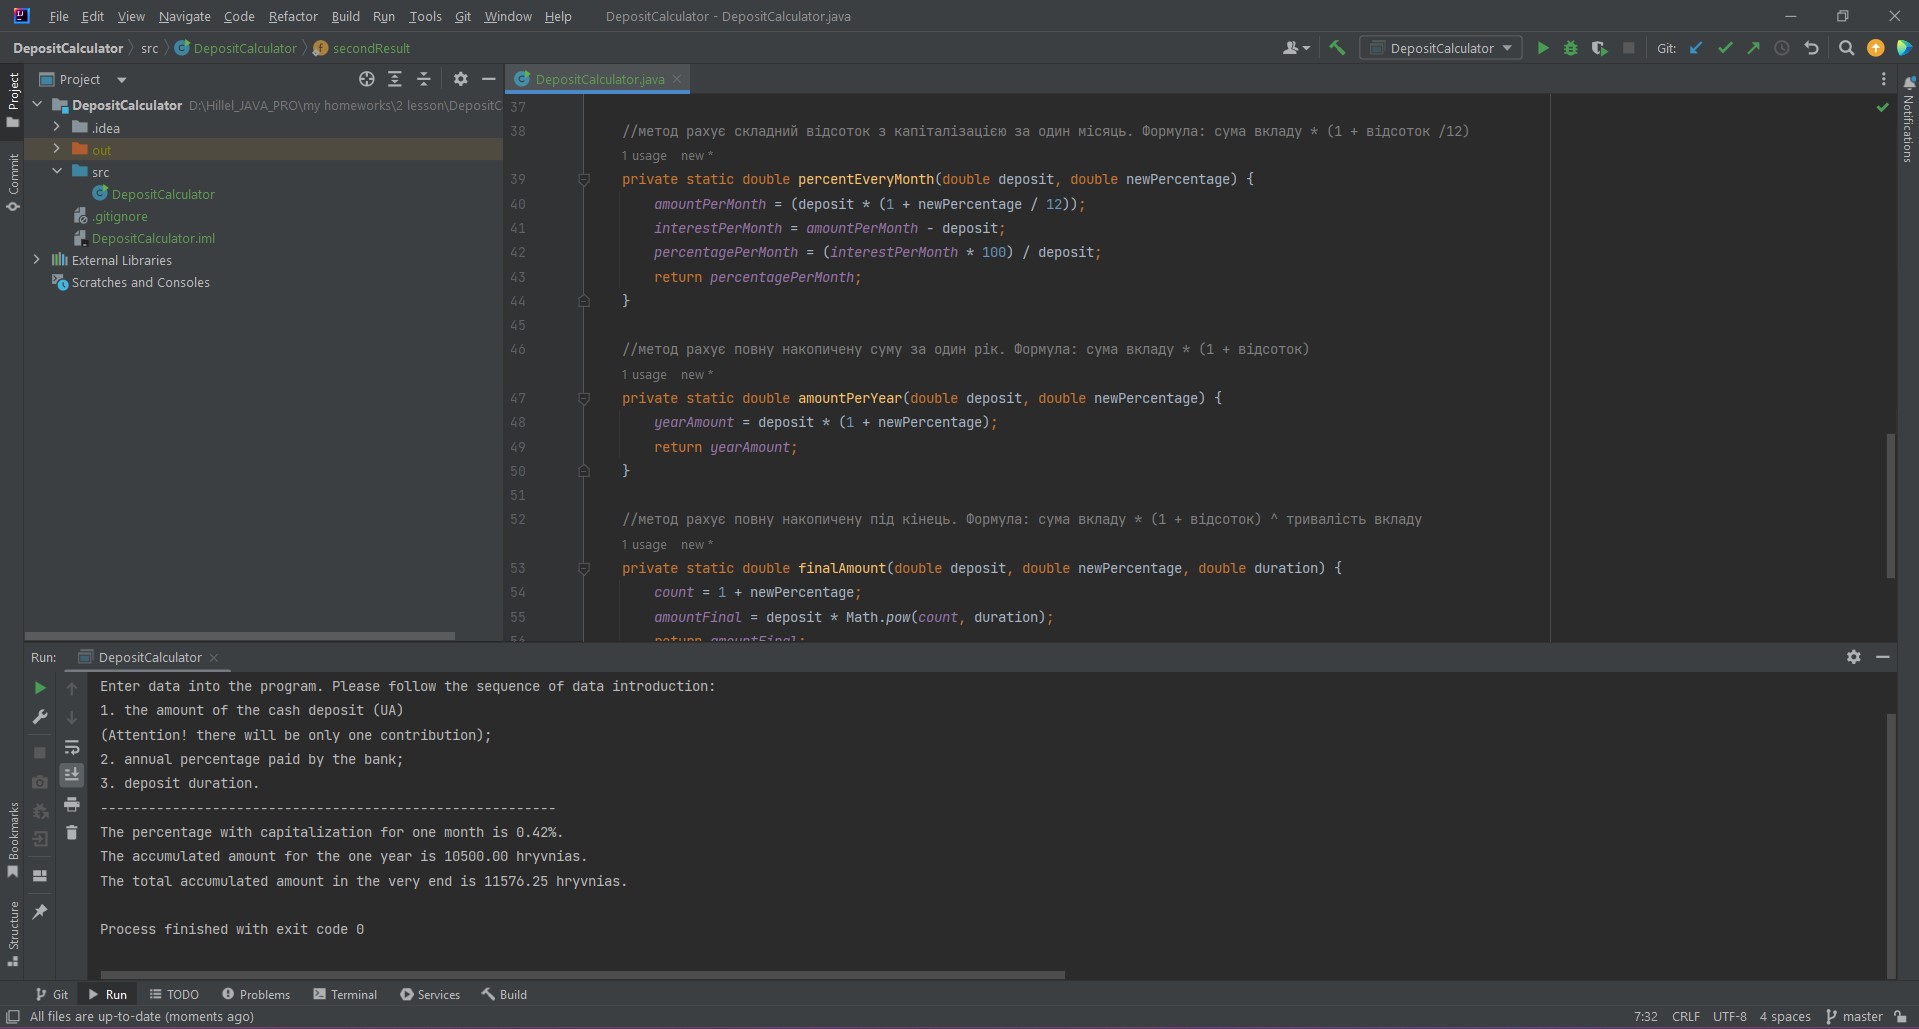 File Edit View Navigate Code Refactor Build Run Tools Git Window Help DepositCalculator - DepositCalculator.java
DepositCalculator src DepositCalculator secondResult DepositCalculator Git:
Project
DepositCalculator D:\Hillel_JAVA_PRO\my homeworks\2 lesson\DepositC
.idea
out
src
DepositCalculator
.gitignore
DepositCalculator.iml
External Libraries
Scratches and Consoles
Project
Commit
Bookmarks
Structure
Notifications
DepositCalculator.java
37
38 //метод рахує складний відсоток з капіталізацією за один місяць. Формула: сума вкладу * (1 + відсоток /12)
1 usage new *
39 private static double percentEveryMonth(double deposit, double newPercentage) {
40 amountPerMonth = (deposit * (1 + newPercentage / 12));
41 interestPerMonth = amountPerMonth - deposit;
42 percentagePerMonth = (interestPerMonth * 100) / deposit;
43 return percentagePerMonth;
44 }
45
46 //метод рахує повну накопичену суму за один рік. Формула: сума вкладу * (1 + відсоток)
1 usage new *
47 private static double amountPerYear(double deposit, double newPercentage) {
48 yearAmount = deposit * (1 + newPercentage);
49 return yearAmount;
50 }
51
52 //метод рахує повну накопичену під кінець. Формула: сума вкладу * (1 + відсоток) ^ тривалість вкладу
1 usage new *
53 private static double finalAmount(double deposit, double newPercentage, double duration) {
54 count = 1 + newPercentage;
55 amountFinal = deposit * Math.pow(count, duration);
56 return amountFinal;
Run: DepositCalculator
Enter data into the program. Please follow the sequence of data introduction:
1. the amount of the cash deposit (UA)
(Attention! there will be only one contribution);
2. annual percentage paid by the bank;
3. deposit duration.
---------------------------------------------------------
The percentage with capitalization for one month is 0.42%.
The accumulated amount for the one year is 10500.00 hryvnias.
The total accumulated amount in the very end is 11576.25 hryvnias.
Process finished with exit code 0
Git Run TODO Problems Terminal Services Build
All files are up-to-date (moments ago) 7:32 CRLF UTF-8 4 spaces master